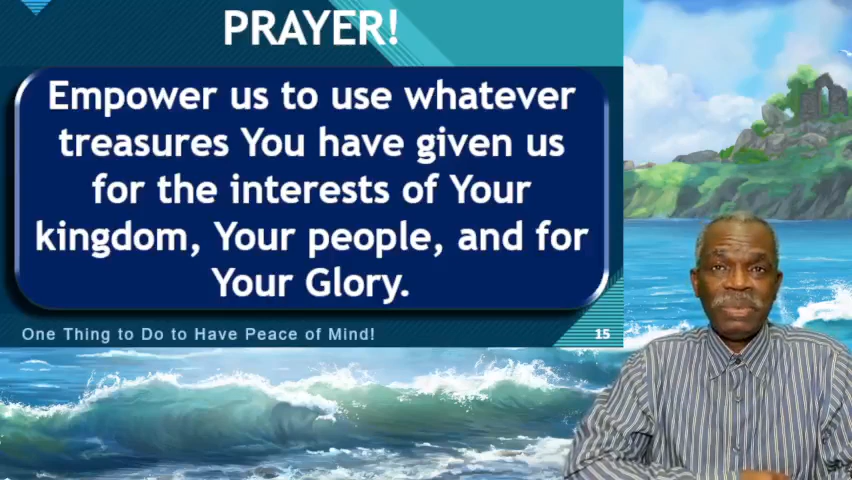 PRAYER!
Empower us to use whatever
treasures You have given us
for the interests of Your
kingdom, Your people, and for
Your Glory.
One Thing to Do to Have Peace of Mind!
15